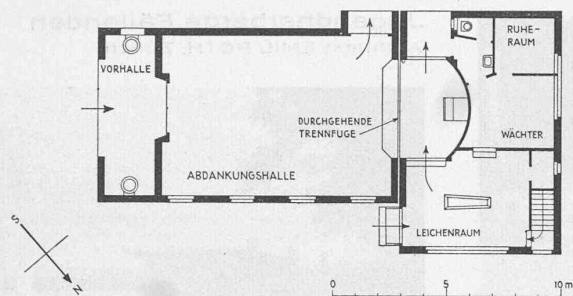 VORHALLE
RUHE-
RAUM
DURCHGEHENDE
TRENNFUGE
WÄCHTER
ABDANKUNGSHALLE
LEICHENRAUM
S
N
0 5 10 m